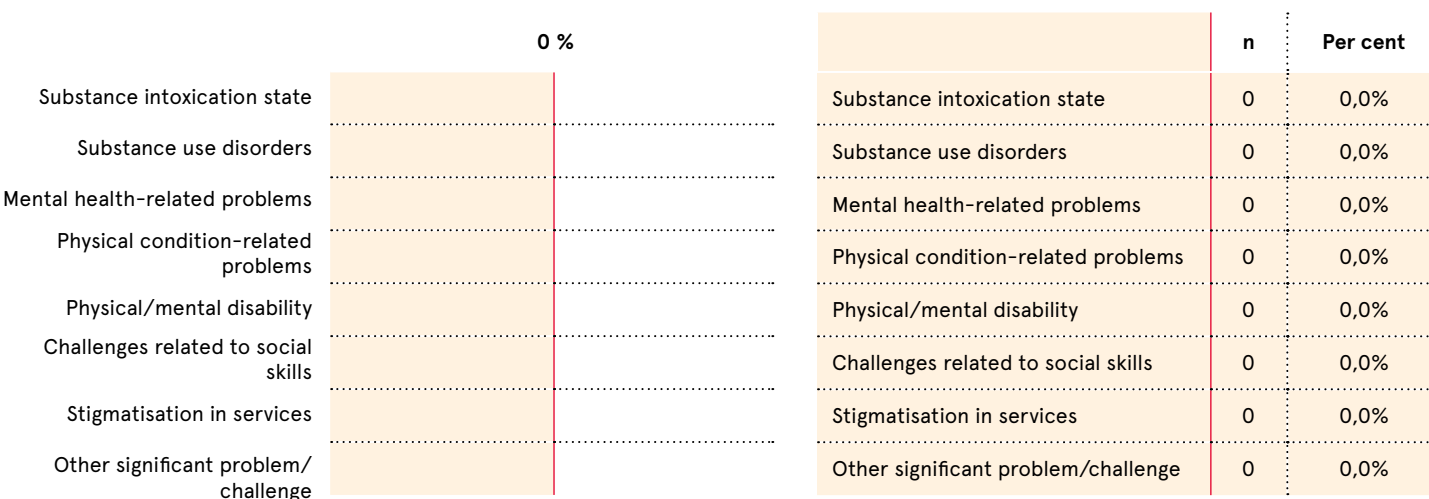 0 %
Substance intoxication state
Substance use disorders
Mental health-related problems
Physical condition-related
problems
Physical/mental disability
Challenges related to social
skills
Stigmatisation in services
Other significant problem/
challenge
n Per cent
Substance intoxication state 0 0,0%
Substance use disorders 0 0,0%
Mental health-related problems 0 0,0%
Physical condition-related problems 0 0,0%
Physical/mental disability 0 0,0%
Challenges related to social skills 0 0,0%
Stigmatisation in services 0 0,0%
Other significant problem/challenge 0 0,0%